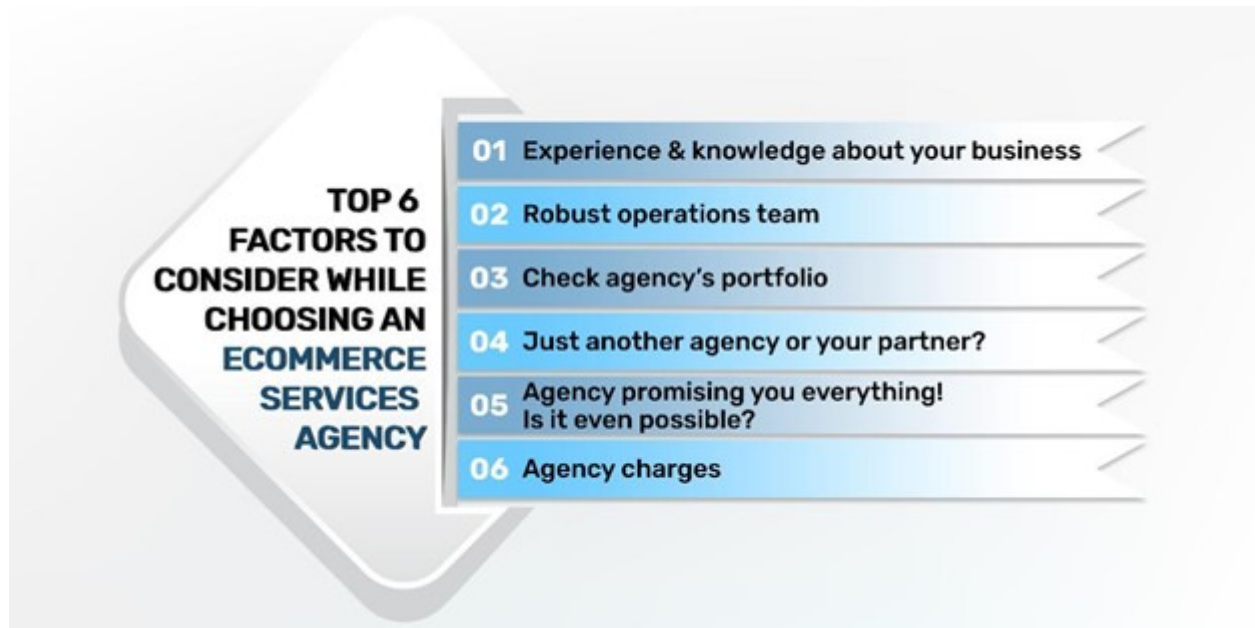 TOP 6
FACTORS TO
CONSIDER WHILE
CHOOSING AN
ECOMMERCE
SERVICES
AGENCY
01 Experience & knowledge about your business
02 Robust operations team
03 Check agency's portfolio
04 Just another agency or your partner?
05 Agency promising you everything!
Is it even possible?
06 Agency charges